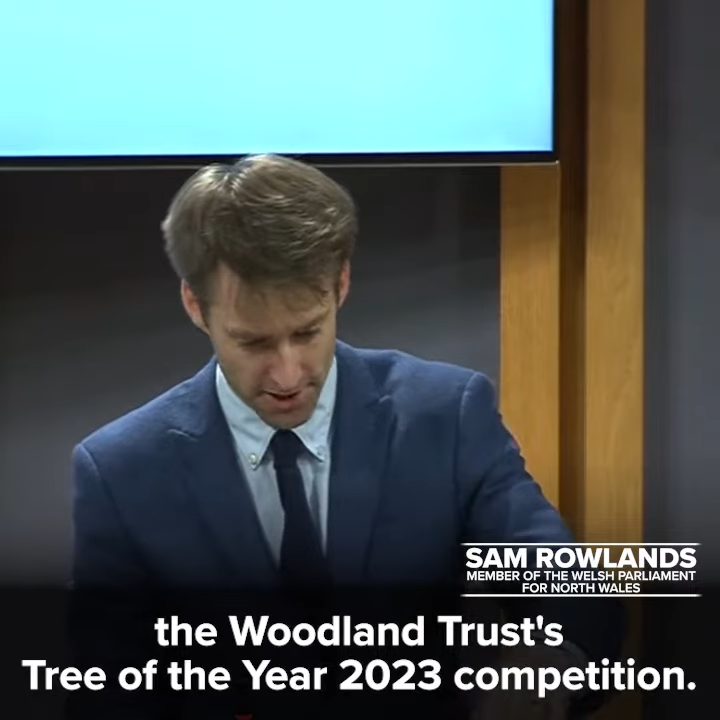 SAM ROWLANDS
MEMBER OF THE WELSH PARLIAMENT
FOR NORTH WALES
the Woodland Trust's
Tree of the Year 2023 competition.